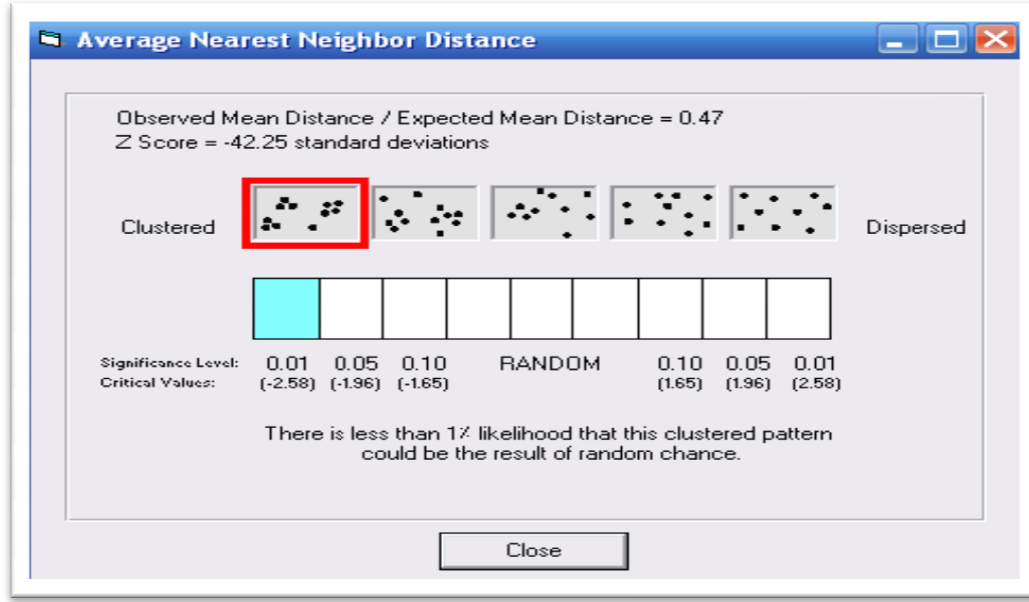 Average Nearest Neighbor Distance
Observed Mean Distance / Expected Mean Distance = 0.47
Z Score = -42.25 standard deviations
Clustered
Dispersed
Significance Level: 0.01 0.05 0.10 RANDOM 0.10 0.05 0.01
Critical Values: (-2.58) (-1.96) (-1.65) (1.65) (1.96) (2.58)
There is less than 1% likelihood that this clustered pattern
could be the result of random chance.
Close